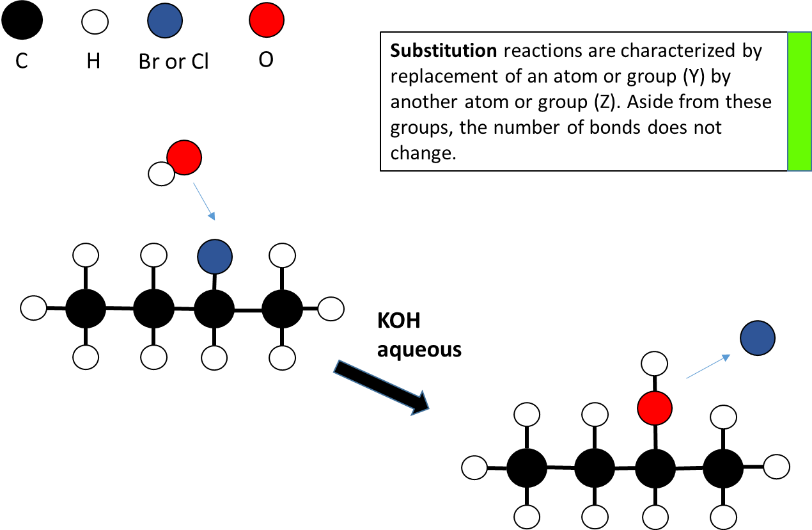 C H Br or Cl O
Substitution reactions are characterized by
replacement of an atom or group (Y) by
another atom or group (Z). Aside from these
groups, the number of bonds does not
change.
KOH
aqueous